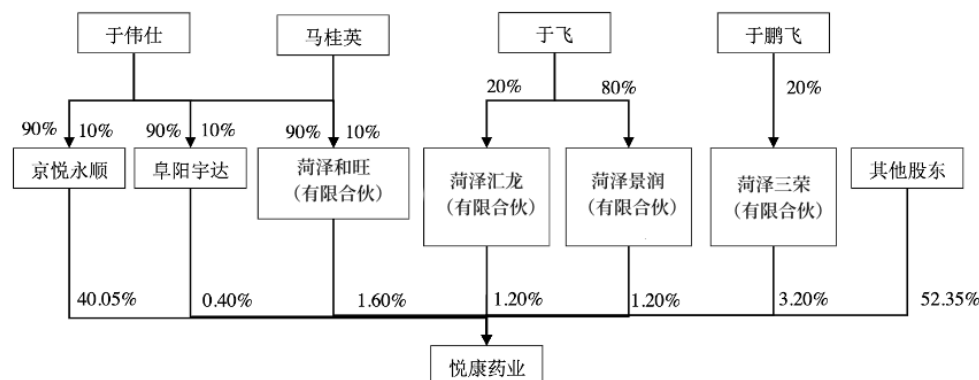 于伟仕
马桂英
于飞
于鹏飞
20%
80%
20%
90%
10%
90%
10%
90%
10%
京悦永顺
阜阳宇达
菏泽和旺
（有限合伙）
菏泽汇龙
（有限合伙）
菏泽景润
（有限合伙）
菏泽三荣
（有限合伙）
其他股东
40.05%
0.40%
1.60%
1.20%
1.20%
3.20%
52.35%
悦康药业